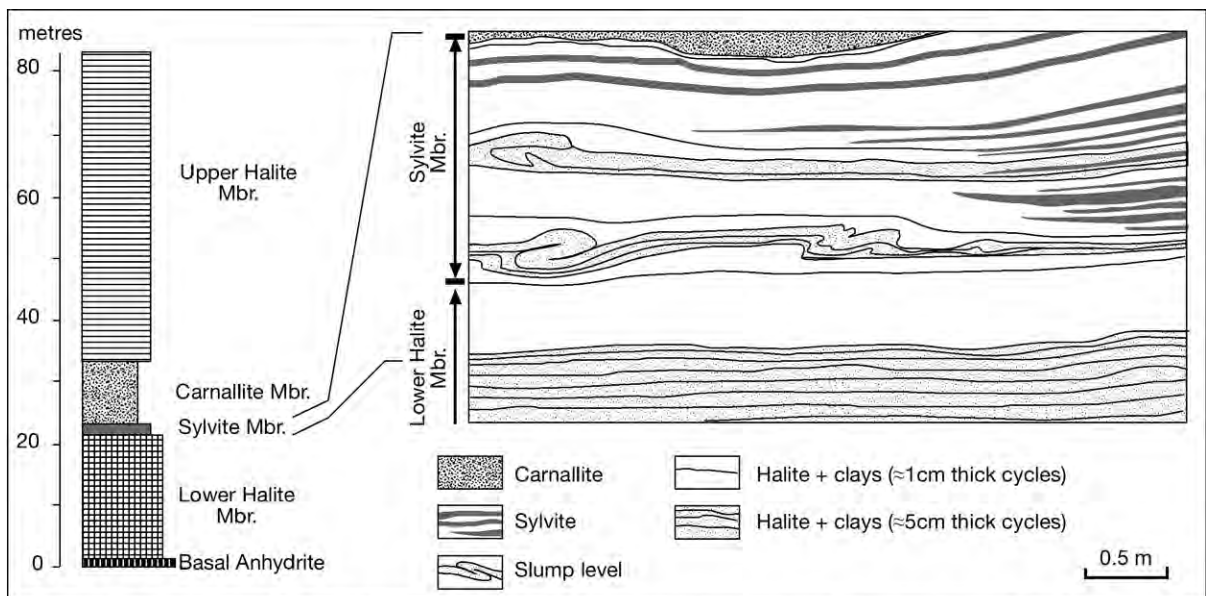 metres
80
60
40
20
0
Upper Halite
Mbr.
Carnallite Mbr.
Sylvite Mbr.
Lower Halite
Mbr.
Basal Anhydrite
Sylvite
Mbr.
Lower Halite
Mbr.
Carnallite
Sylvite
Slump level
Halite + clays (≈1cm thick cycles)
Halite + clays (≈5cm thick cycles)
0.5 m